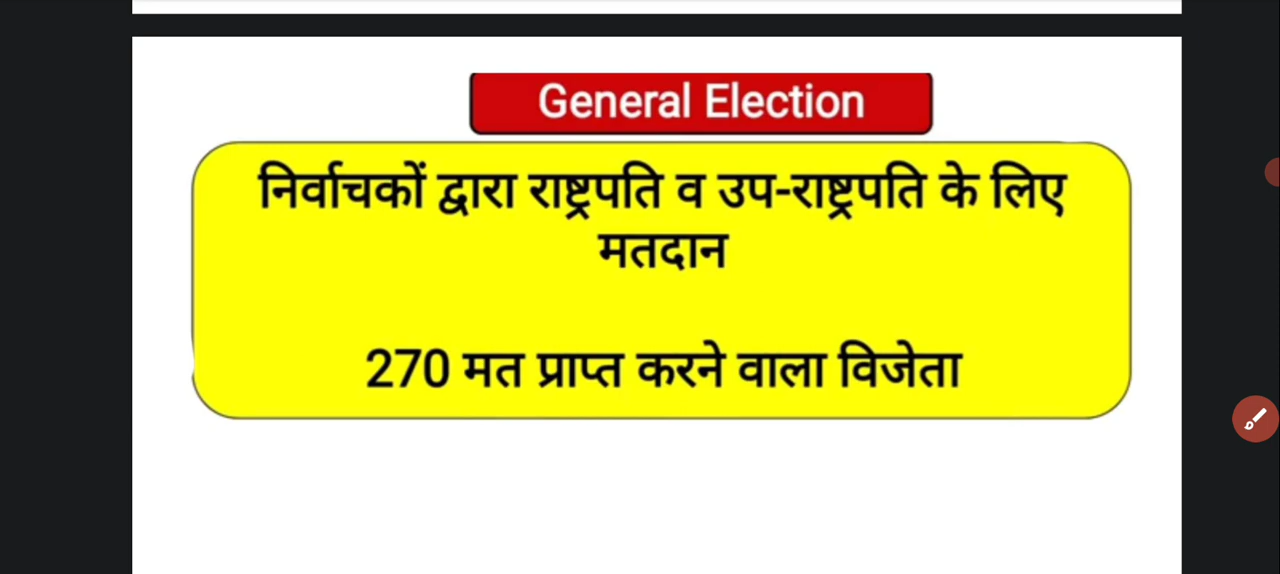 General Election
निर्वाचकों द्वारा राष्ट्रपति व उप-राष्ट्रपति के लिए
मतदान
270 मत प्राप्त करने वाला विजेता